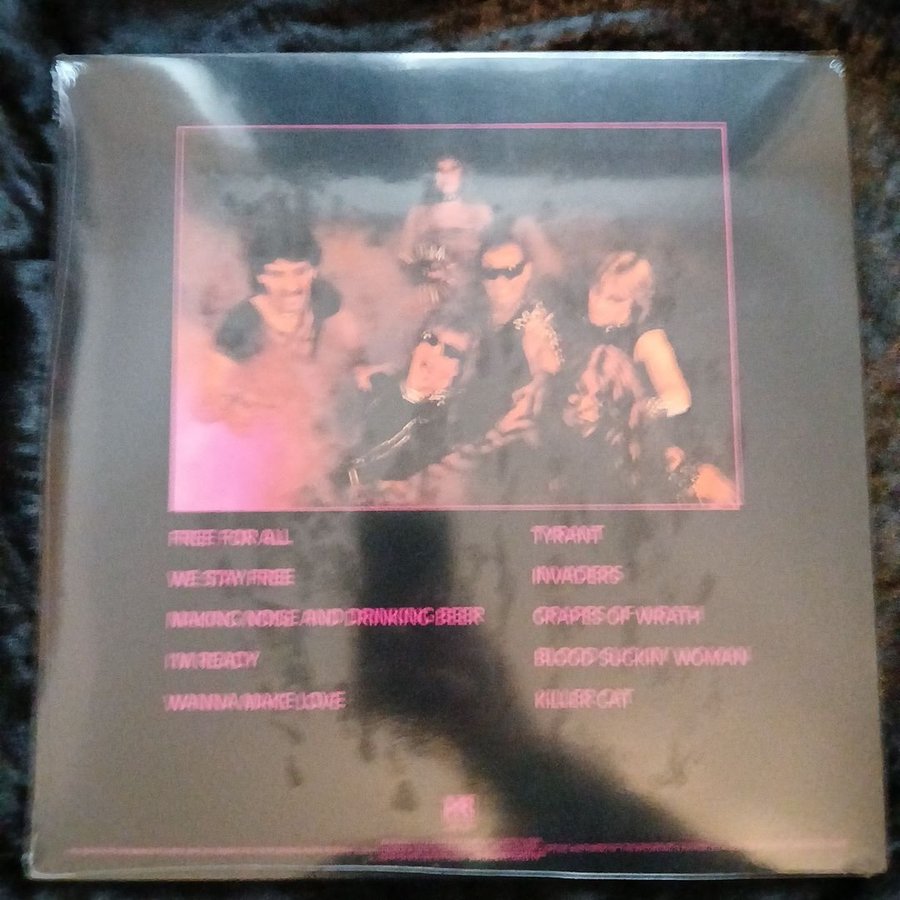 FREE FOR ALL
WE STAY FREE
MAKING NOISE AND DRINKING BEER
I'M READY
WANNA MAKE LOVE
TYRANT
INVADERS
GRAPES OF WRATH
BLOOD SUCKIN' WOMAN
KILLER CAT